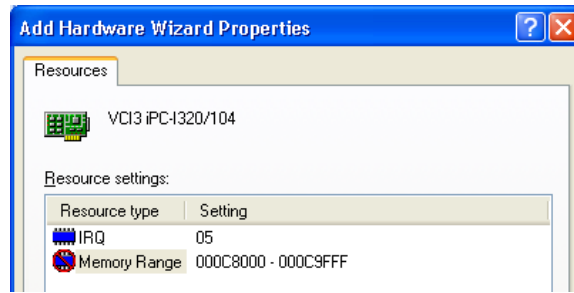 Add Hardware Wizard Properties
Resources
VCI3 iPC-I320/104
Resource settings:
Resource type Setting
IRQ 05
Memory Range 000C8000 - 000C9FFF